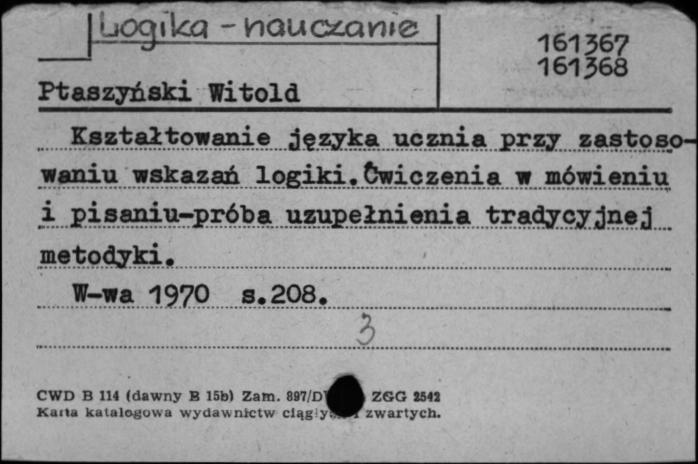 Logika - nauczanie
161367
161368
Ptaszyński Witold
Kształtowanie języka ucznia przy zastoso-
waniu wskazań logiki.Ćwiczenia w mówieniu
i pisaniu-próba uzupełnienia tradycyjnej
metodyki.
W-wa 1970 s.208.
3
CWD B 114 (dawny B 15b) Zam. 897/D ZGG 2542
Karta katalogowa wydawnictw zwartych.